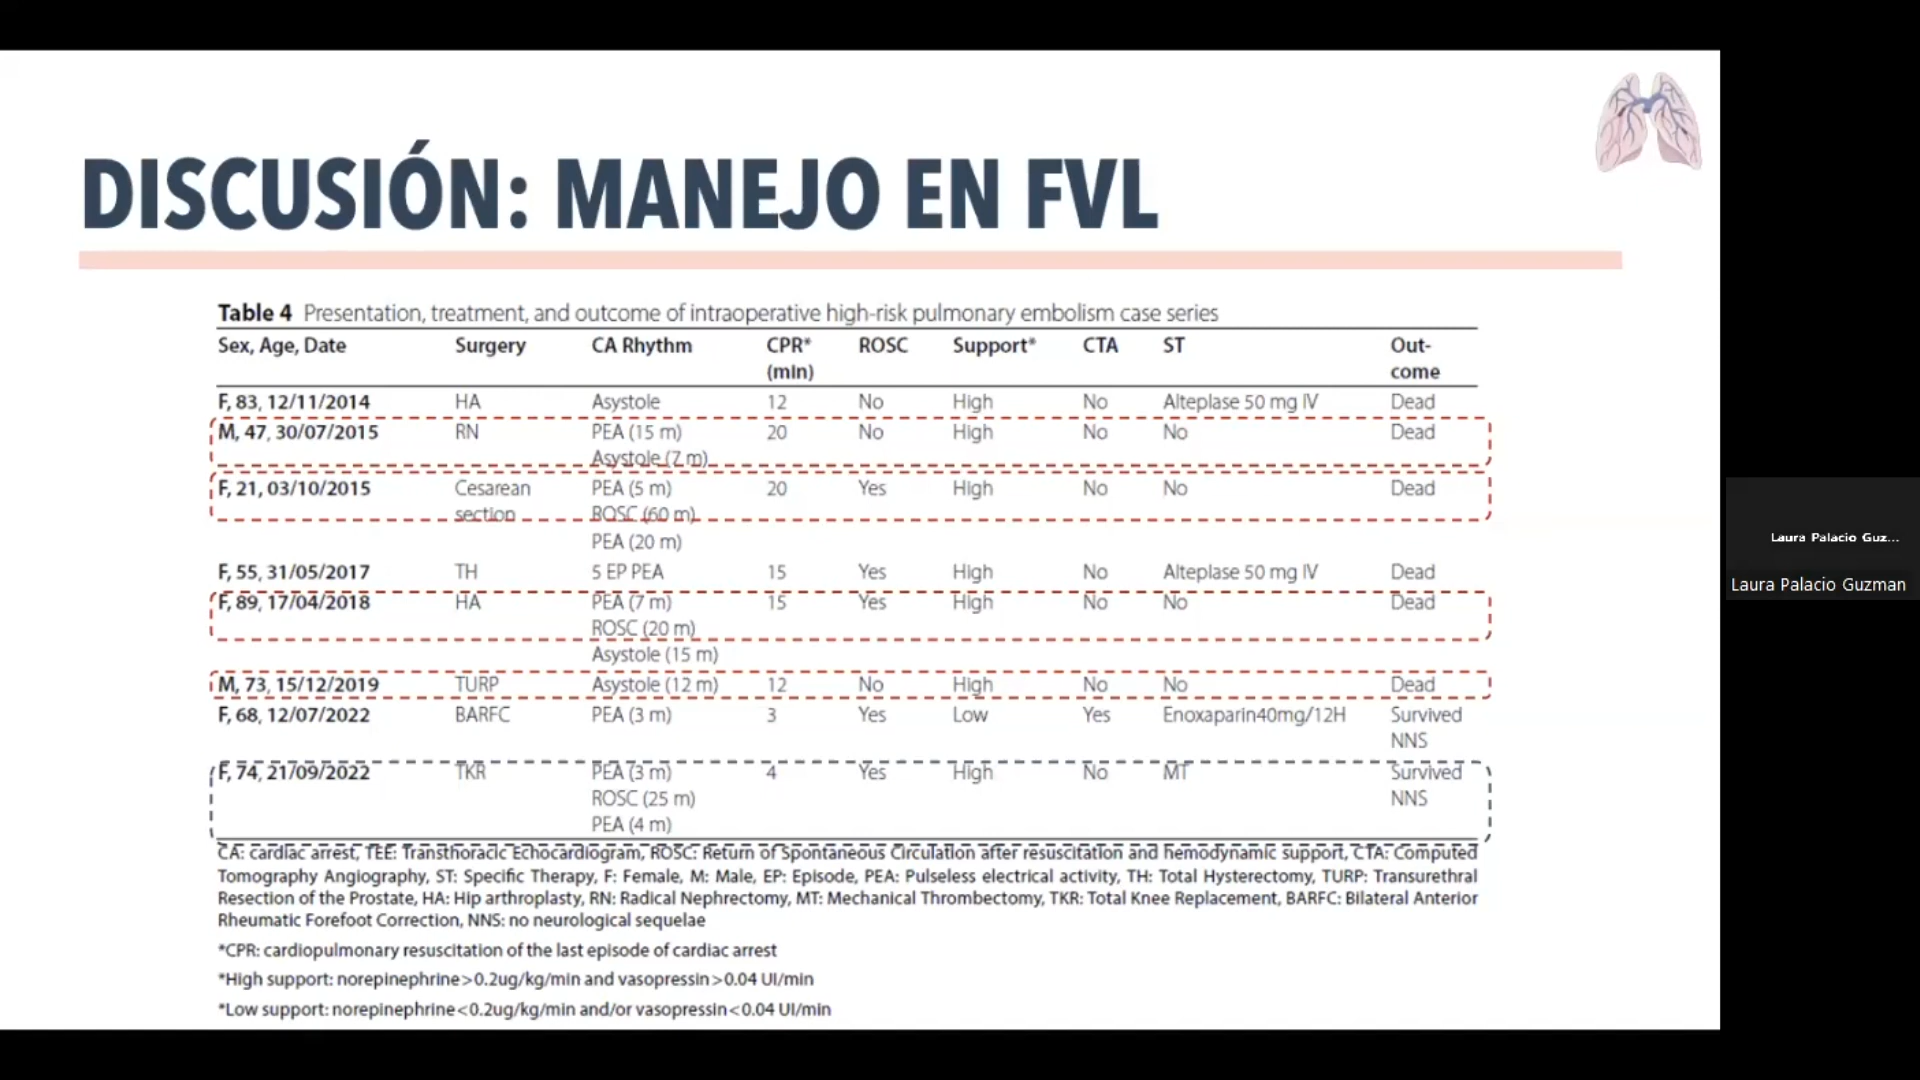 DISCUSIÓN: MANEJO EN FVL
Table 4 Presentation, treatment, and outcome of intraoperative high-risk pulmonary embolism case series
Sex, Age, Date Surgery CA Rhythm CPR* (min) ROSC Support* CTA ST Out-come
F, 83, 12/11/2014 HA Asystole 12 No High No Alteplase 50 mg IV Dead
M, 47, 30/07/2015 RN PEA (15 m) 20 No High No No Dead
Asystole (7 m)
F, 21, 03/10/2015 Cesarean PEA (5 m) 20 Yes High No No Dead
section ROSC (60 m)
PEA (20 m)
F, 55, 31/05/2017 TH 5 EP PEA 15 Yes High No Alteplase 50 mg IV Dead
F, 89, 17/04/2018 HA PEA (7 m) 15 Yes High No No Dead
ROSC (20 m)
Asystole (15 m)
M, 73, 15/12/2019 TURP Asystole (12 m) 12 No High No No Dead
F, 68, 12/07/2022 BARFC PEA (3 m) 3 Yes Low Yes Enoxaparin40mg/12H Survived
NNS
F, 74, 21/09/2022 TKR PEA (3 m) 4 Yes High No MT Survived
ROSC (25 m) NNS
PEA (4 m)
CA: cardiac arrest, TEE: Transthoracic Echocardiogram, ROSC: Return of Spontaneous Circulation after resuscitation and hemodynamic support, CTA: Computed
Tomography Angiography, ST: Specific Therapy, F: Female, M: Male, EP: Episode, PEA: Pulseless electrical activity, TH: Total Hysterectomy, TURP: Transurethral
Resection of the Prostate, HA: Hip arthroplasty, RN: Radical Nephrectomy, MT: Mechanical Thrombectomy, TKR: Total Knee Replacement, BARFC: Bilateral Anterior
Rheumatic Forefoot Correction, NNS: no neurological sequelae
*CPR: cardiopulmonary resuscitation of the last episode of cardiac arrest
*High support: norepinephrine>0.2ug/kg/min and vasopressin>0.04 UI/min
*Low support: norepinephrine<0.2ug/kg/min and/or vasopressin<0.04 UI/min
Laura Palacio Guz...
Laura Palacio Guzman